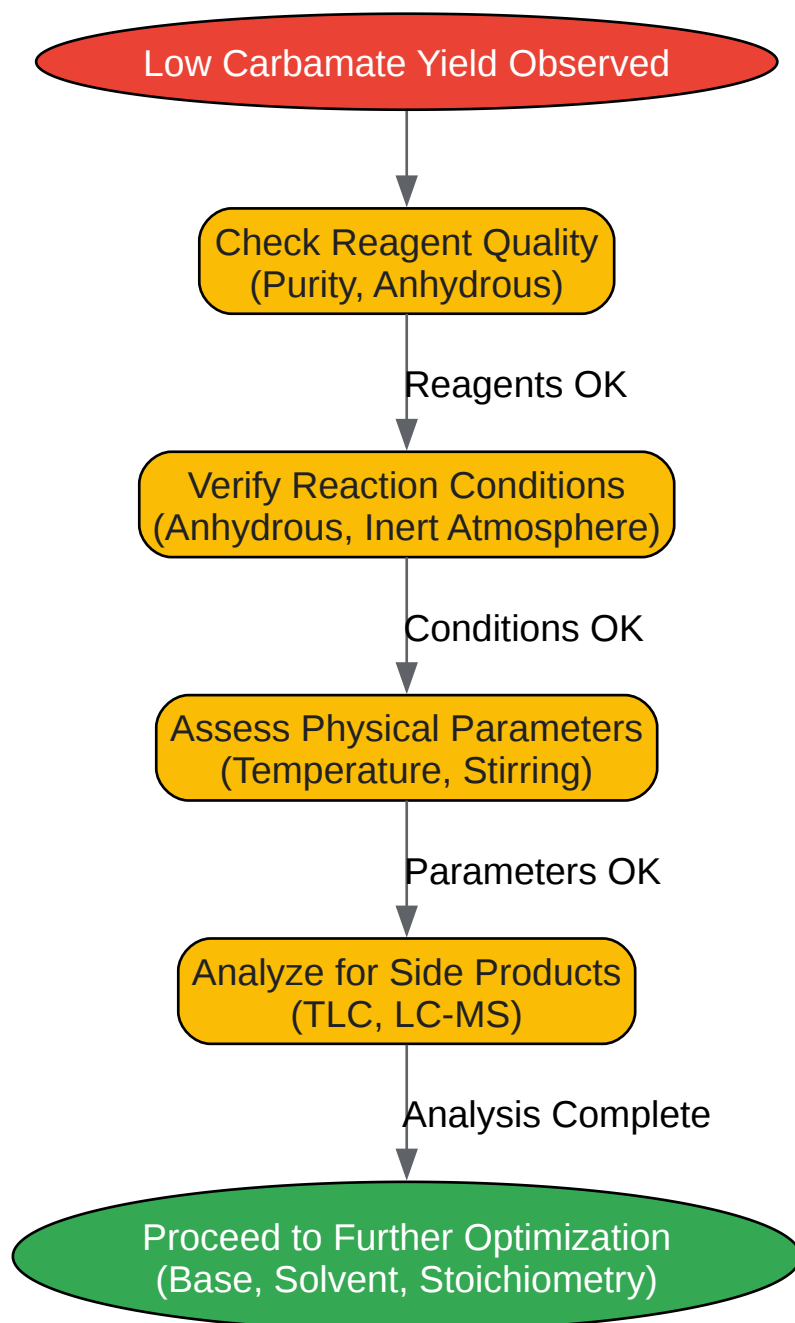 Low Carbamate Yield Observed
Check Reagent Quality
(Purity, Anhydrous)
Reagents OK
Verify Reaction Conditions
(Anhydrous, Inert Atmosphere)
Conditions OK
Assess Physical Parameters
(Temperature, Stirring)
Parameters OK
Analyze for Side Products
(TLC, LC-MS)
Analysis Complete
Proceed to Further Optimization
(Base, Solvent, Stoichiometry)